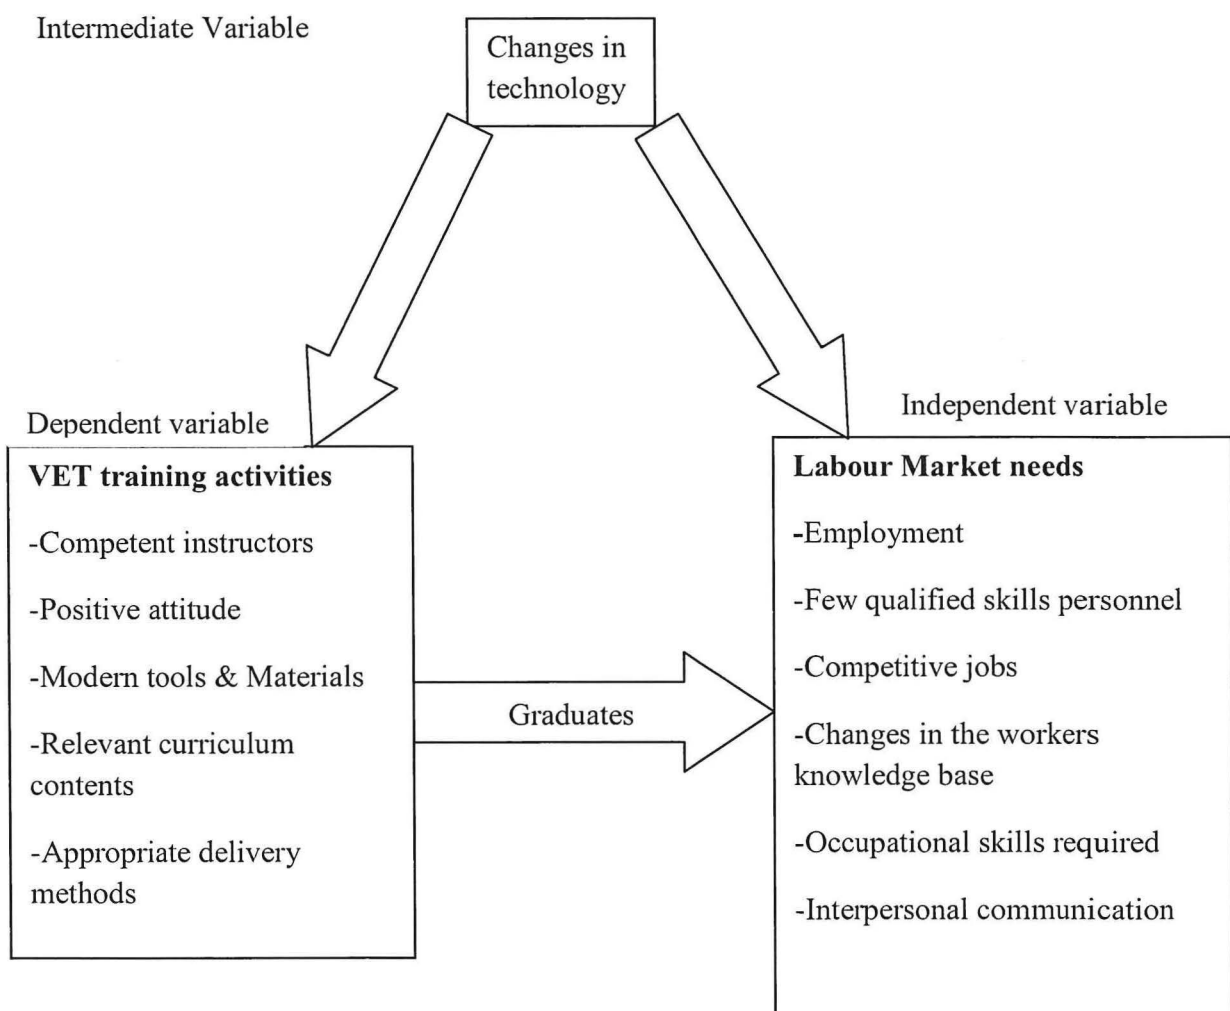 Intermediate Variable
Changes in
technology
Dependent variable
VET training activities
-Competent instructors
-Positive attitude
-Modern tools & Materials
-Relevant curriculum
contents
-Appropriate delivery
methods
Graduates
Independent variable
Labour Market needs
-Employment
-Few qualified skills personnel
-Competitive jobs
-Changes in the workers
knowledge base
-Occupational skills required
-Interpersonal communication